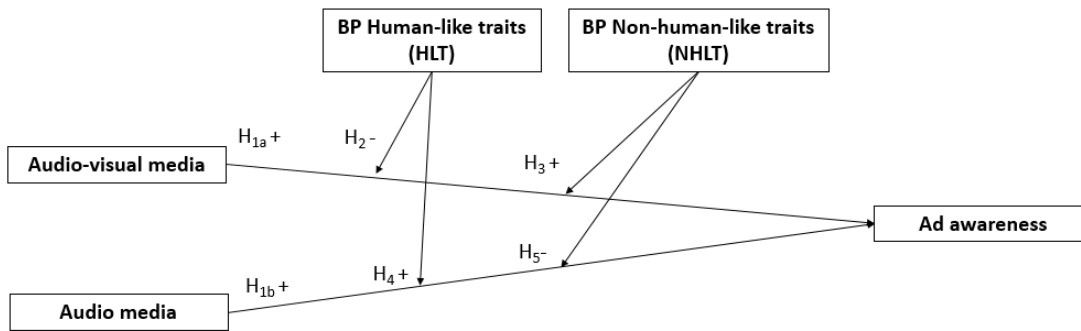 BP Human-like traits
(HLT)
BP Non-human-like traits
(NHLT)
H1a +
H2 -
Audio-visual media
H3 +
Ad awareness
H5-
H4 +
H1b +
Audio media